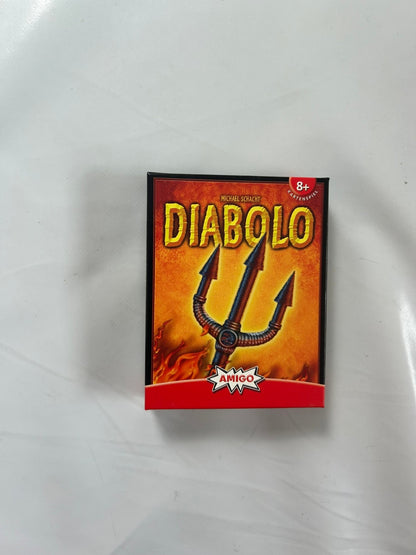 8+
KARTENSPIEL
MICHAEL SCHACHT
DIABOLO
AMIGO